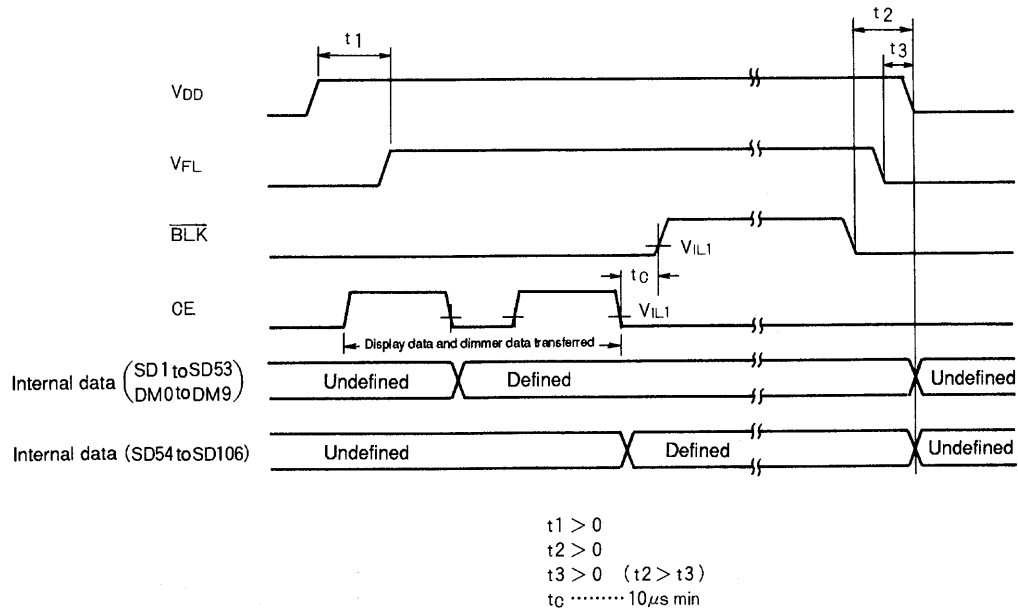 t1
t2
t3
VDD
VFL
BLK
VIL1
tC
CE
VIL1
Display data and dimmer data transferred
Internal data (SD1 to SD53
DM0 to DM9)
Undefined
Defined
Undefined
Internal data (SD54 to SD106)
Undefined
Defined
Undefined
t1 > 0
t2 > 0
t3 > 0 (t2 > t3)
tC ········· 10μs min